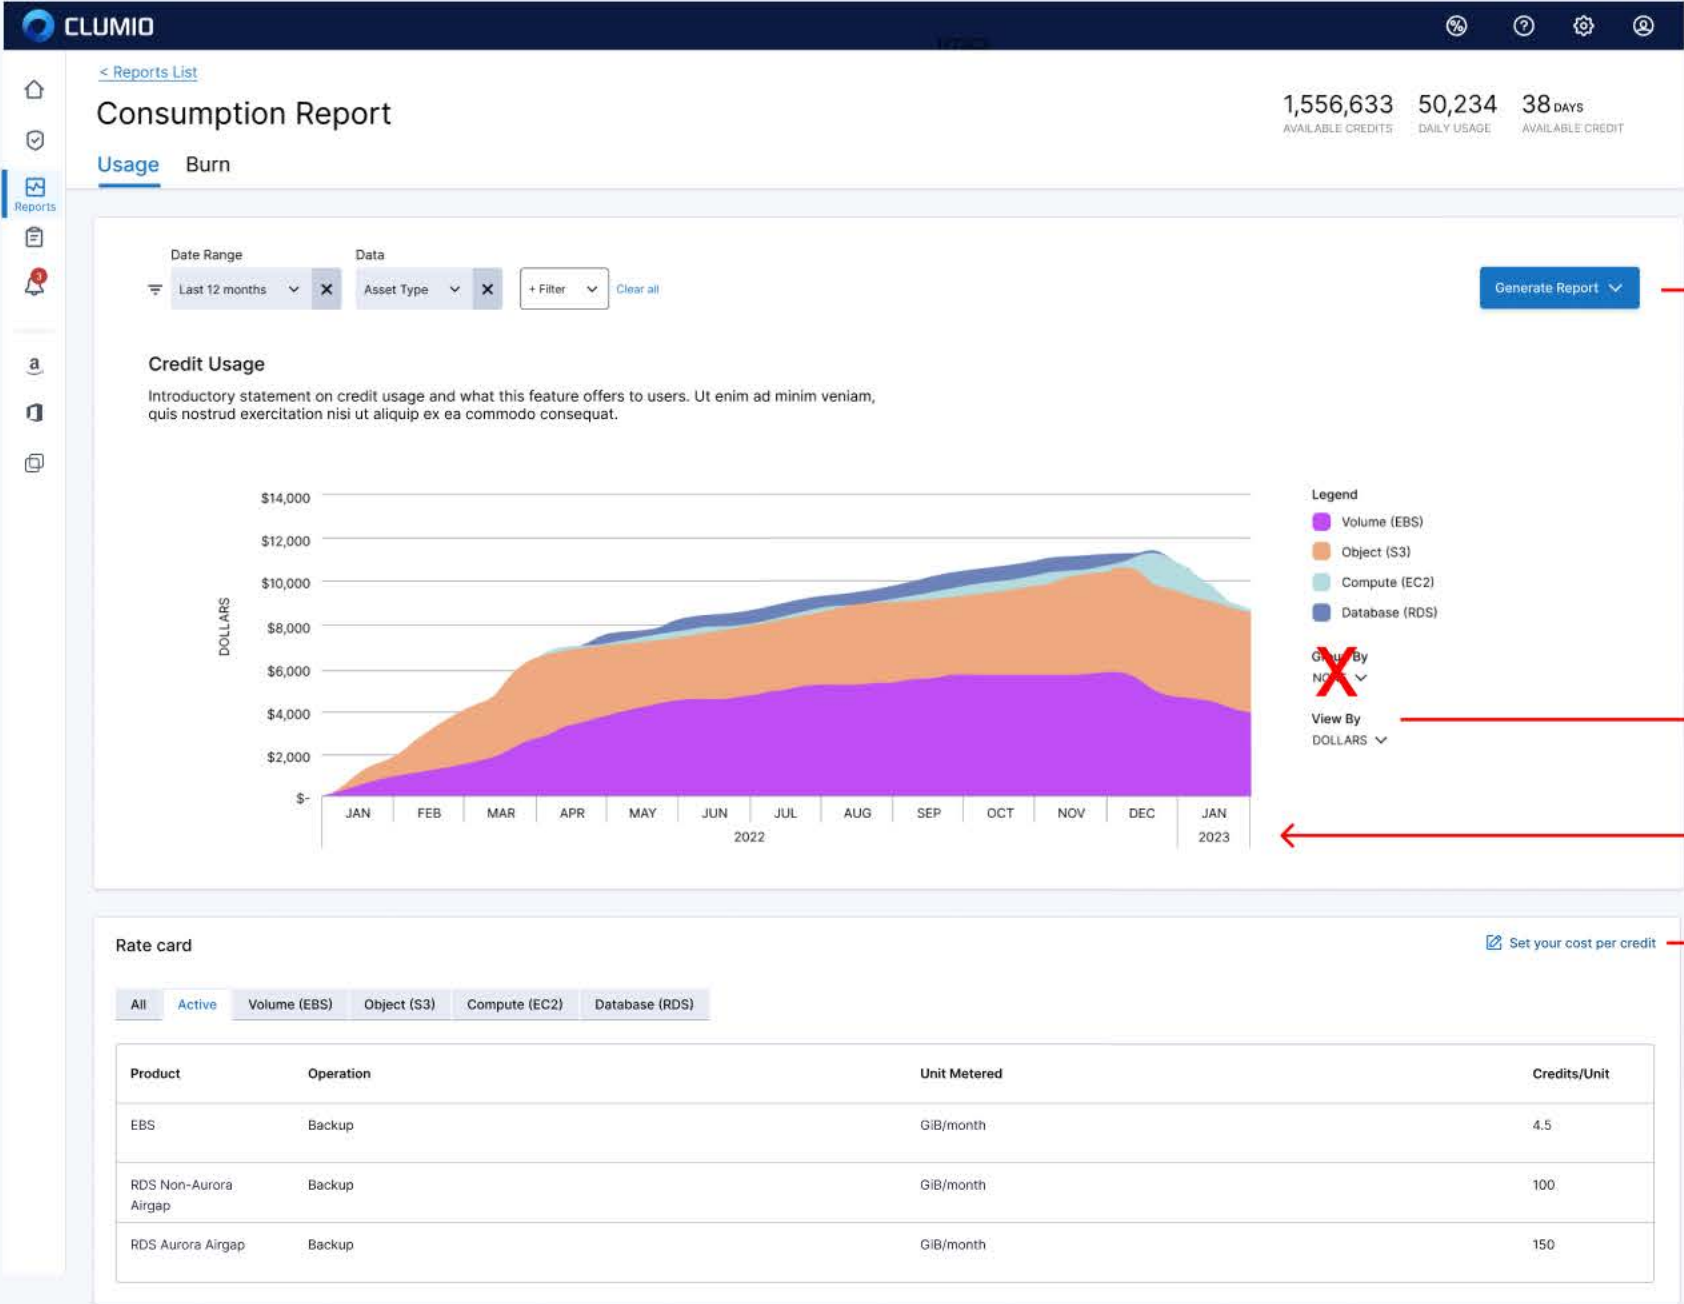 CLUMIO
< Reports List
Consumption Report
1,556,633 50,234 38 DAYS
AVAILABLE CREDITS DAILY USAGE AVAILABLE CREDIT
Usage Burn
Reports
3
a
Date Range Data
Last 12 months Asset Type + Filter Clear all
Generate Report
Credit Usage
Introductory statement on credit usage and what this feature offers to users. Ut enim ad minim veniam,
quis nostrud exercitation nisi ut aliquip ex ea commodo consequat.
DOLLARS
$14,000
$12,000
$10,000
$8,000
$6,000
$4,000
$2,000
$-
JAN FEB MAR APR MAY JUN JUL AUG SEP OCT NOV DEC JAN
2022 2023
Legend
Volume (EBS)
Object (S3)
Compute (EC2)
Database (RDS)
Group By
X
View By
DOLLARS
Rate card
Set your cost per credit
All Active Volume (EBS) Object (S3) Compute (EC2) Database (RDS)
Product Operation Unit Metered Credits/Unit
EBS Backup GiB/month 4.5
RDS Non-Aurora Backup GiB/month 100
Airgap
RDS Aurora Airgap Backup GiB/month 150